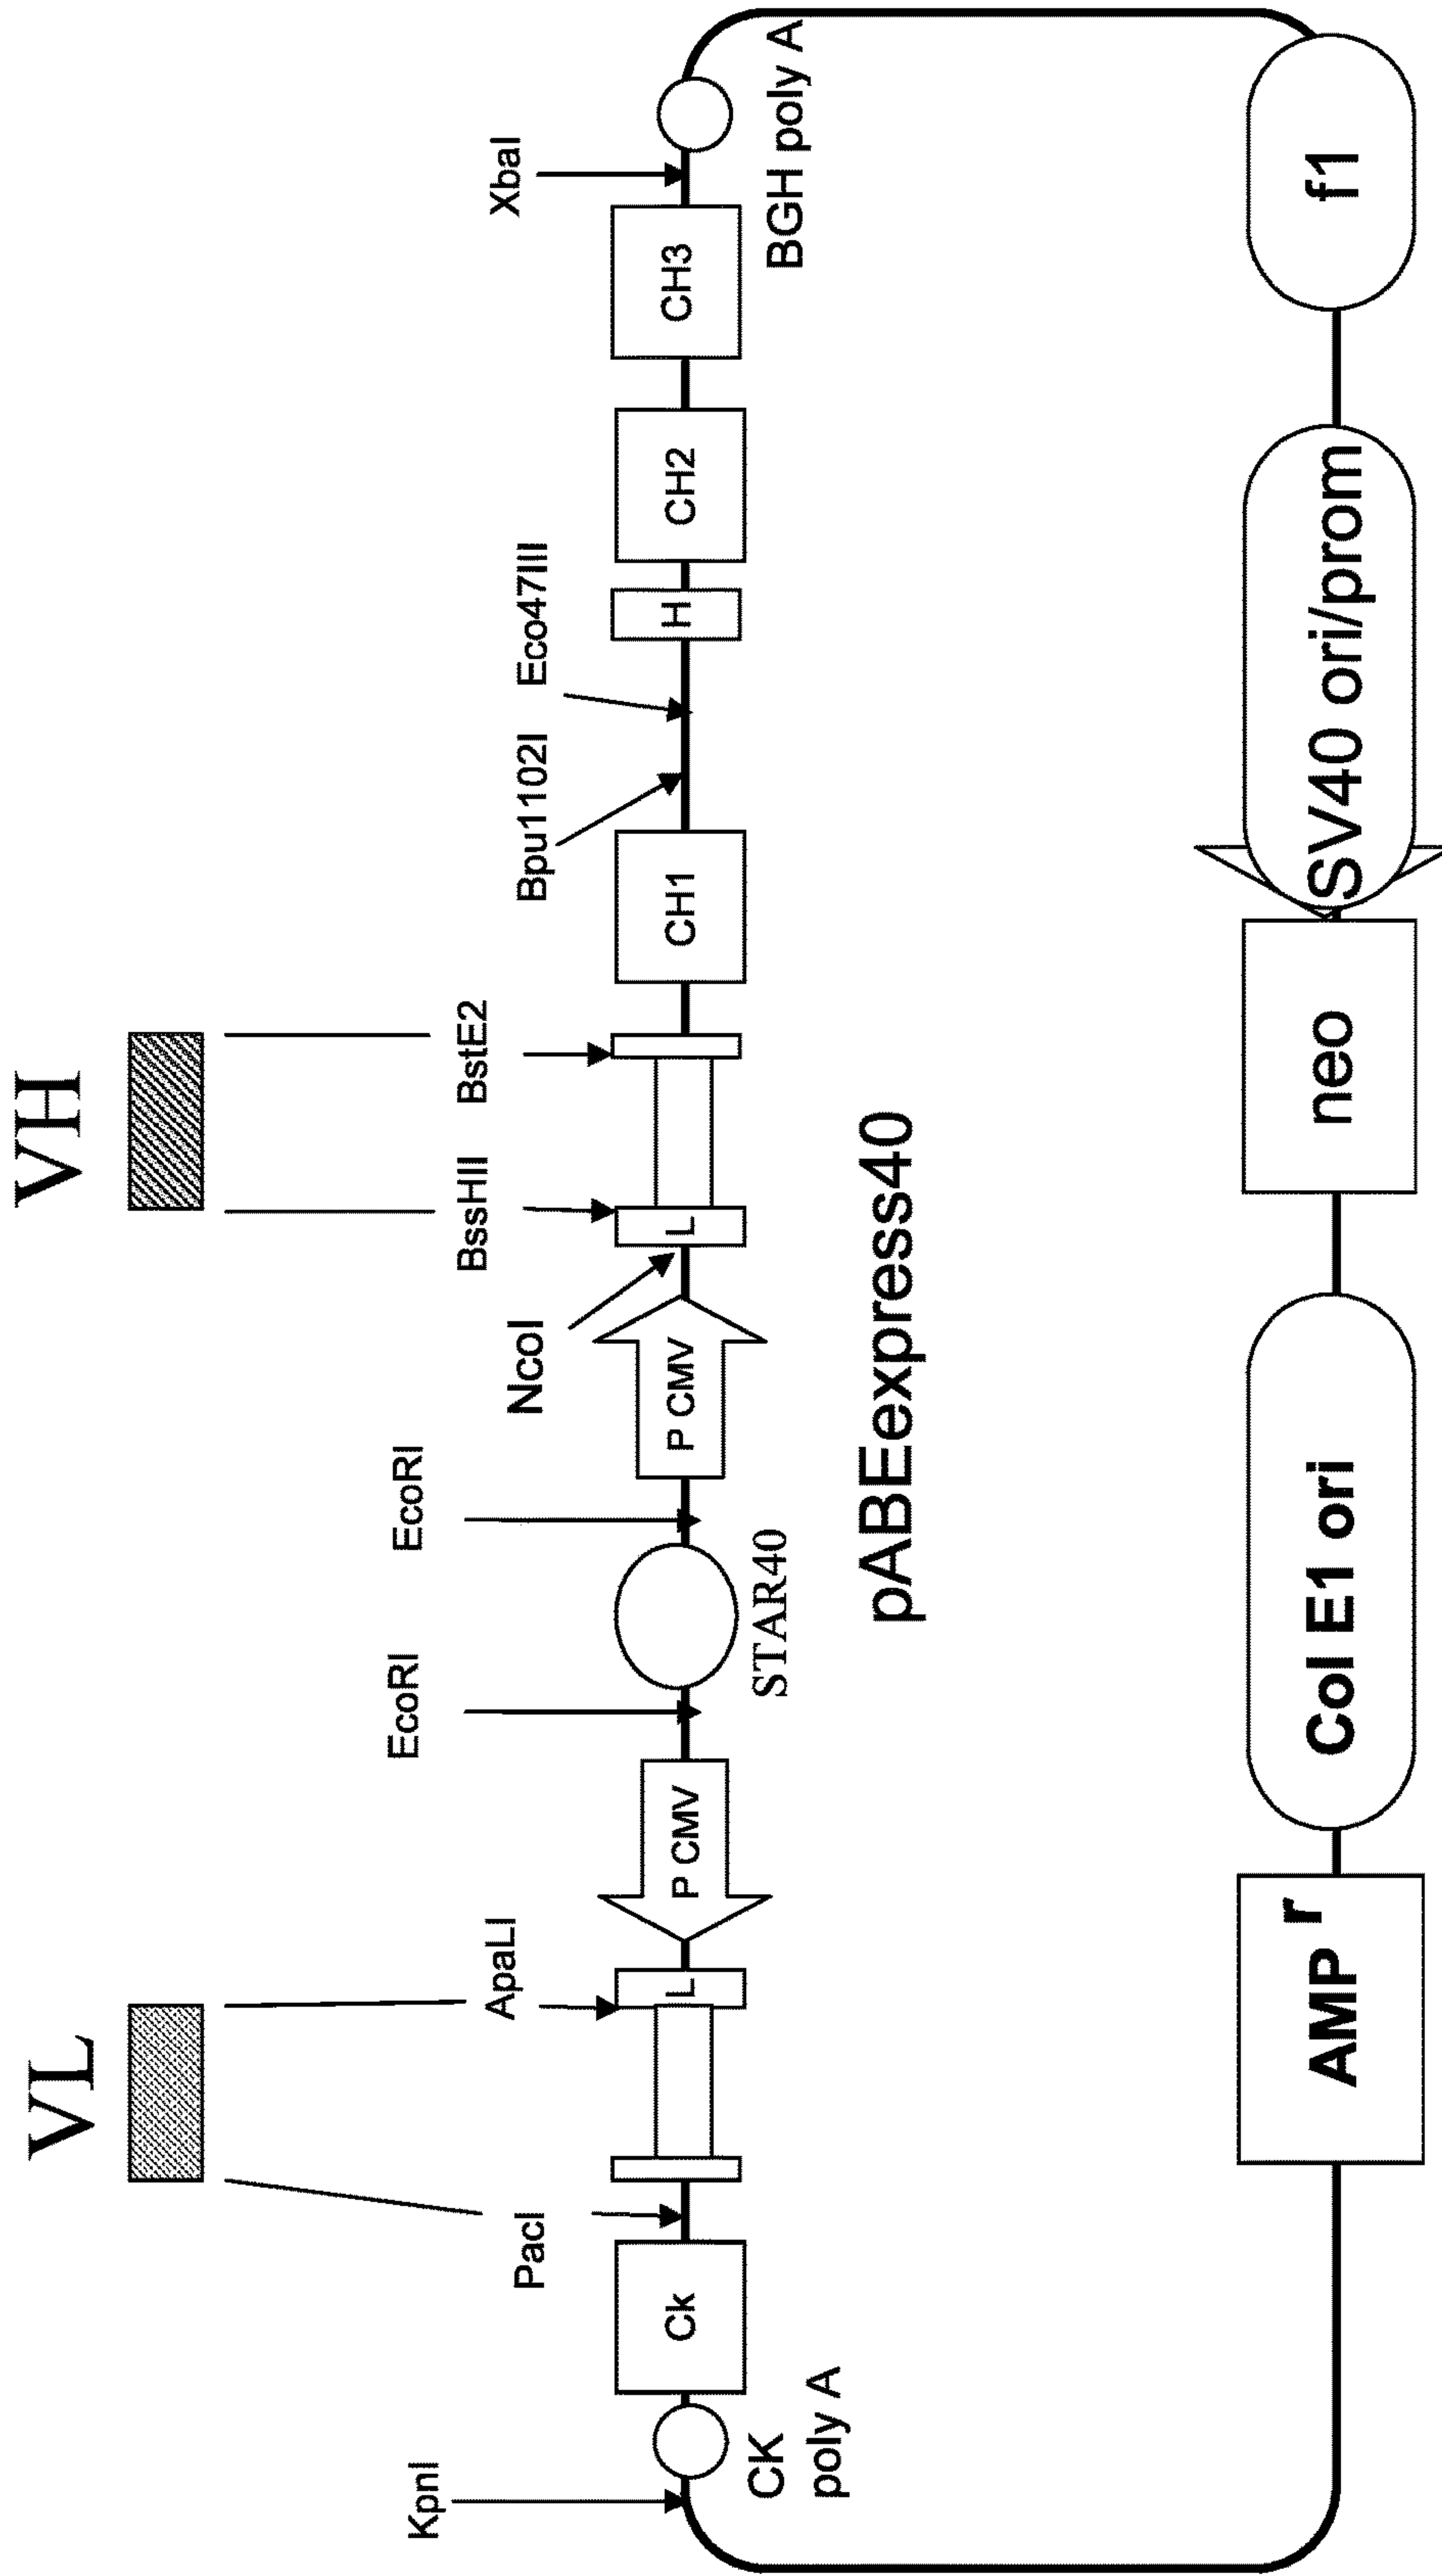 VL
VH
KpnI
PacI
ApaLI
EcoRI
EcoRI
NcoI
BssHII
BstE2
Bpu1102I
Eco47III
XbaI
Ck
L
P CMV
P CMV
L
CH1
H
CH2
CH3
CK
poly A
STAR40
BGH poly A
pABEexpress40
AMP r
Col E1 ori
neo
SV40 ori/prom
f1